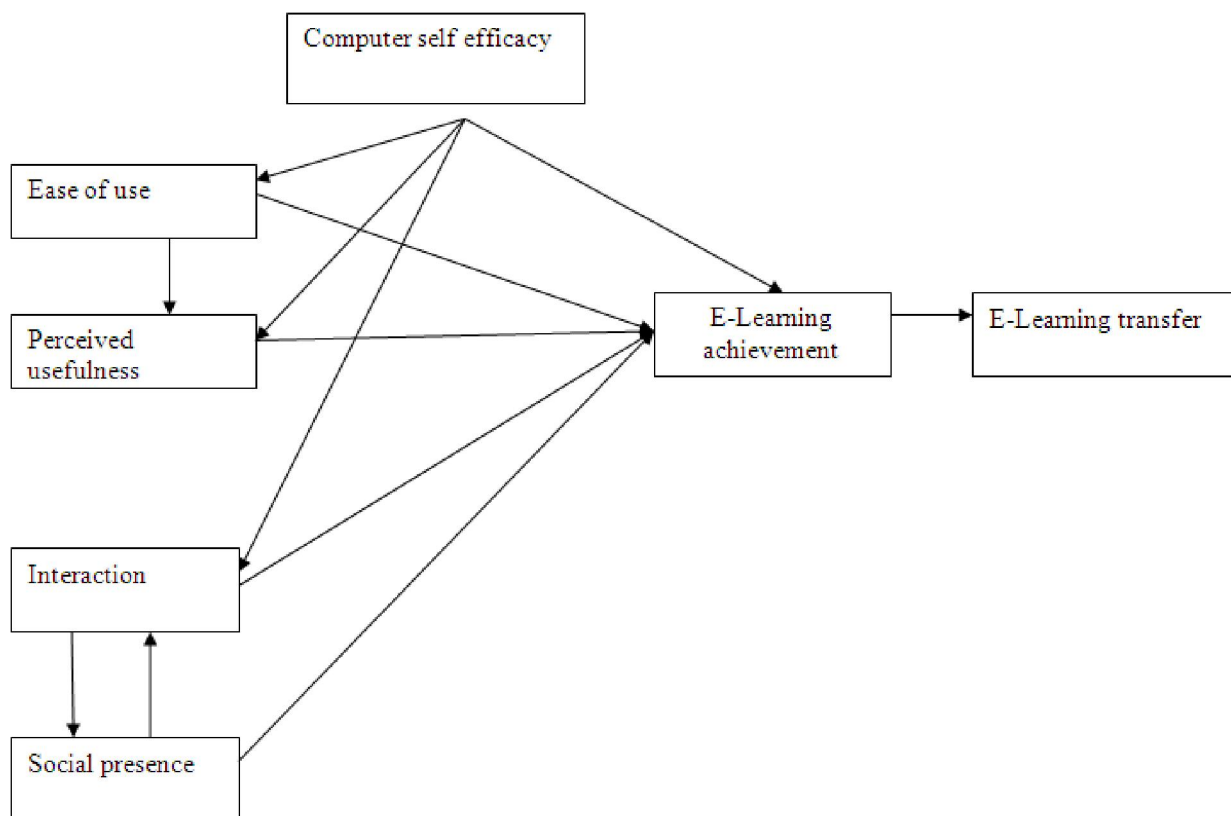 Computer self efficacy
Ease of use
Perceived
usefulness
E-Learning
achievement
E-Learning transfer
Interaction
Social presence